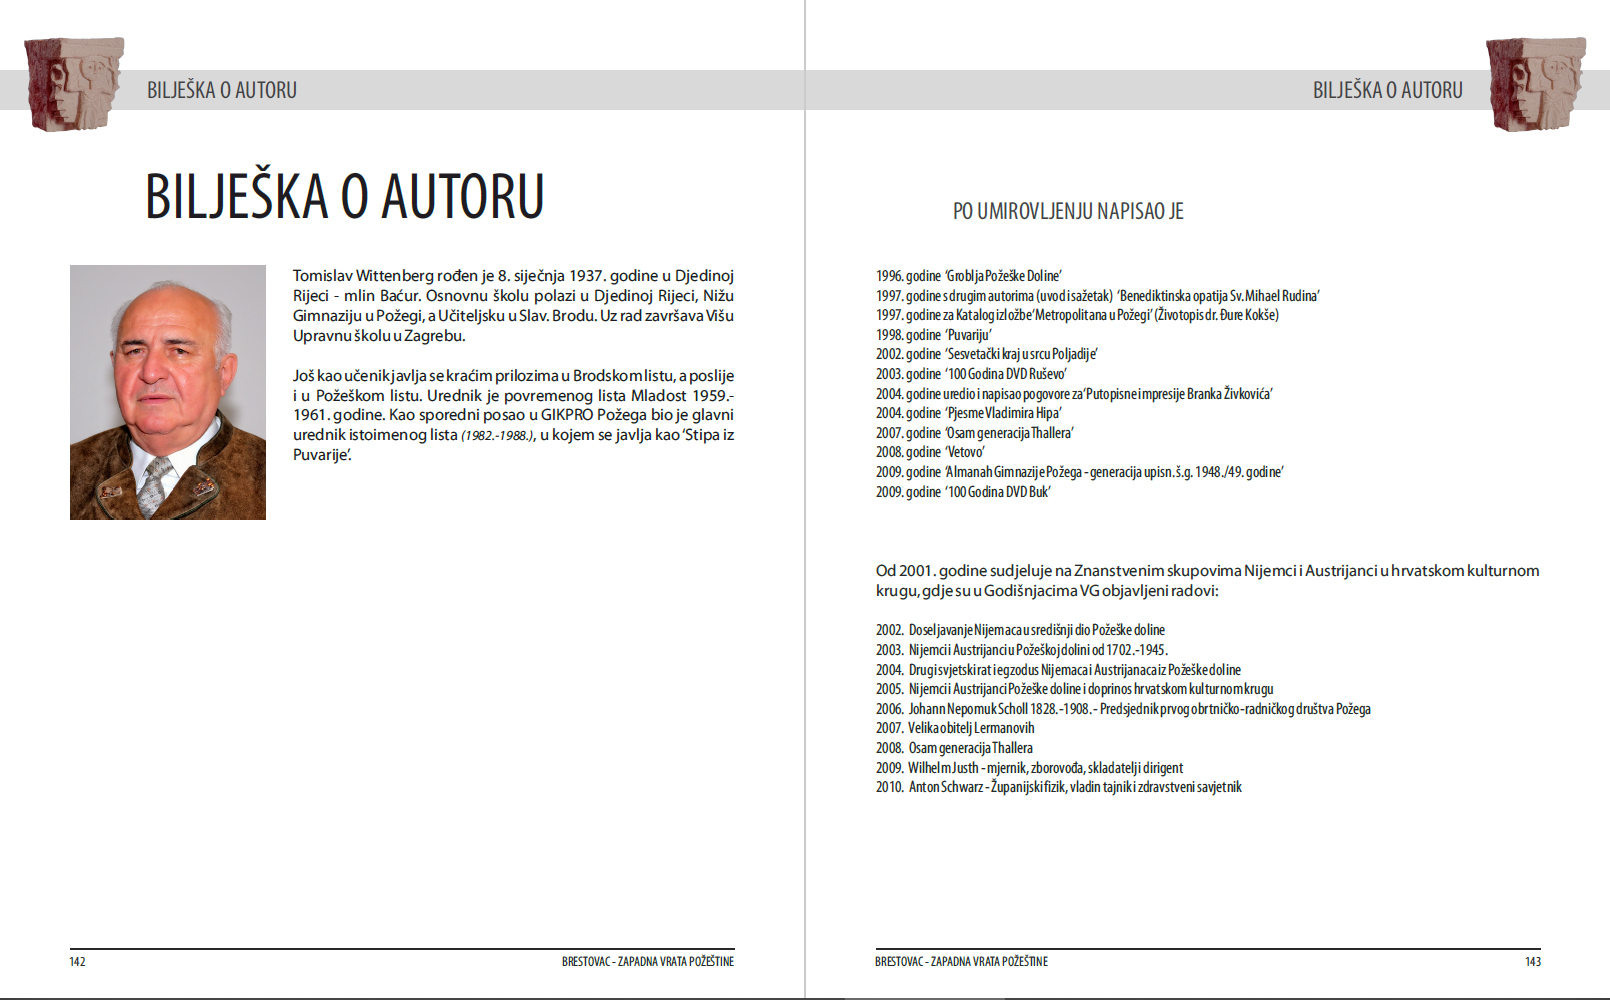 BILJEŠKA O AUTORU
BILJEŠKA O AUTORU
Tomislav Wittenberg rođen je 8. siječnja 1937. godine u Djedinoj
Rijeci - mlin Baćur. Osnovnu školu polazi u Djedinoj Rijeci, Nižu
Gimnaziju u Požegi, a Učiteljsku u Slav. Brodu. Uz rad završava Višu
Upravnu školu u Zagrebu.
Još kao učenik javlja se kraćim prilozima u Brodskom listu, a poslije
i u Požeškom listu. Urednik je povremenog lista Mladost 1959.-
1961. godine. Kao sporedni posao u GIKPRO Požega bio je glavni
urednik istoimenog lista (1982.-1988.), u kojem se javlja kao ‘Stipa iz
Puvarije’.
142
BRESTOVAC - ZAPADNA VRATA POŽEŠTINE
BILJEŠKA O AUTORU
PO UMIROVLJENJU NAPISAO JE
1996. godine ‘Groblja Požeške Doline’
1997. godine s drugim autorima (uvod i sažetak) ‘Benediktinska opatija Sv. Mihael Rudina’
1997. godine za Katalog izložbe ‘Metropolitana u Požegi’ (Životopis dr. Đure Kokše)
1998. godine ‘Puvariju’
2002. godine ‘Sesvetački kraj u srcu Poljadije’
2003. godine ‘100 Godina DVD Ruševo’
2004. godine uredio i napisao pogovore za ‘Putopisne impresije Branka Živkovića’
2004. godine ‘Pjesme Vladimira Hipa’
2007. godine ‘Osam generacija Thallera’
2008. godine ‘Vetovo’
2009. godine ‘Almanah Gimnazije Požega - generacija upisn. š.g. 1948./49. godine’
2009. godine ‘100 Godina DVD Buk’
Od 2001. godine sudjeluje na Znanstvenim skupovima Nijemci i Austrijanci u hrvatskom kulturnom
krugu, gdje su u Godišnjacima VG objavljeni radovi:
2002. Doseljavanje Nijemaca u središnji dio Požeške doline
2003. Nijemci i Austrijanci u Požeškoj dolini od 1702.-1945.
2004. Drugi svjetski rat i egzodus Nijemaca i Austrijanaca iz Požeške doline
2005. Nijemci i Austrijanci Požeške doline i doprinos hrvatskom kulturnom krugu
2006. Johann Nepomuk Scholl 1828.-1908. - Predsjednik prvog obrtničko-radničkog društva Požega
2007. Velika obitelj Lermanovih
2008. Osam generacija Thallera
2009. Wilhelm Justh - mjernik, zborovođa, skladatelj i dirigent
2010. Anton Schwarz - Županijski fizik, vladin tajnik i zdravstveni savjetnik
BRESTOVAC - ZAPADNA VRATA POŽEŠTINE
143